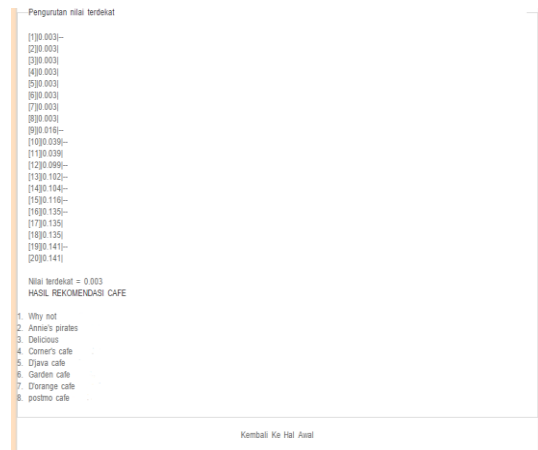 Pengurutan nilai terdekat
[1]|0.003|--
[2]|0.003|
[3]|0.003|
[4]|0.003|
[5]|0.003|
[6]|0.003|
[7]|0.003|
[8]|0.003|
[9]|0.016|--
[10]|0.039|--
[11]|0.039|
[12]|0.099|--
[13]|0.102|--
[14]|0.104|--
[15]|0.116|--
[16]|0.135|--
[17]|0.135|
[18]|0.135|
[19]|0.141|--
[20]|0.141|
Nilai terdekat = 0.003
HASIL REKOMENDASI CAFE
1. Why not
2. Annie's pirates
3. Delicious
4. Corner's cafe
5. D'java cafe
6. Garden cafe
7. D'orange cafe
8. postmo cafe
Kembali Ke Hal Awal